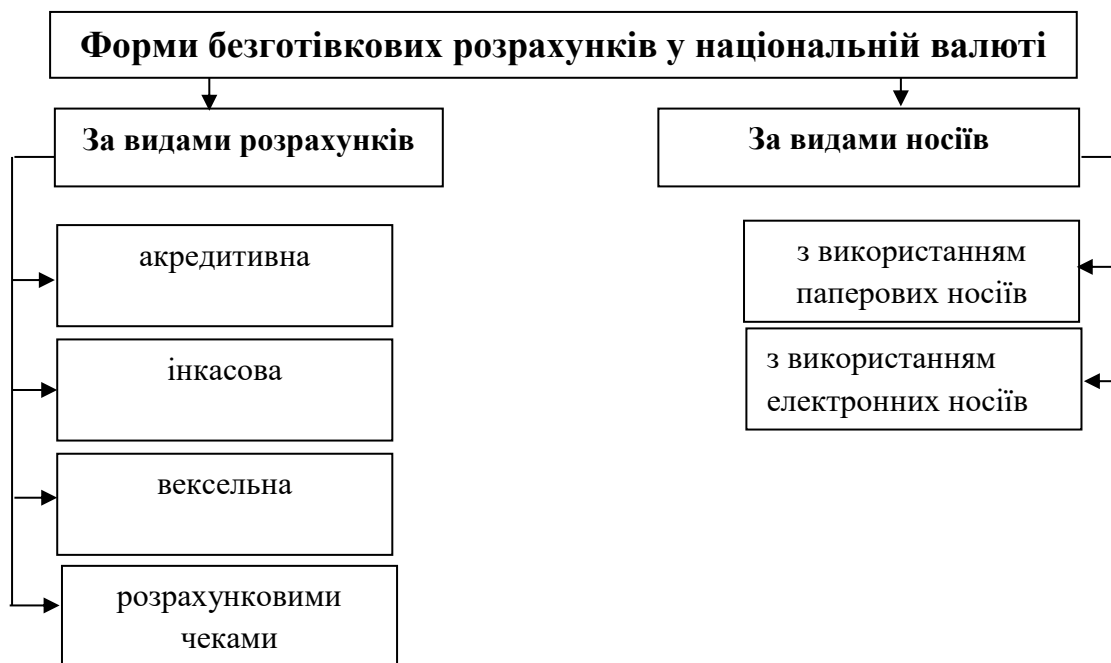 Форми безготівкових розрахунків у національній валюті
За видами розрахунків
акредитивна
інкасова
вексельна
розрахунковими
чеками
За видами носіїв
з використанням
паперових носіїв
з використанням
електронних носіїв